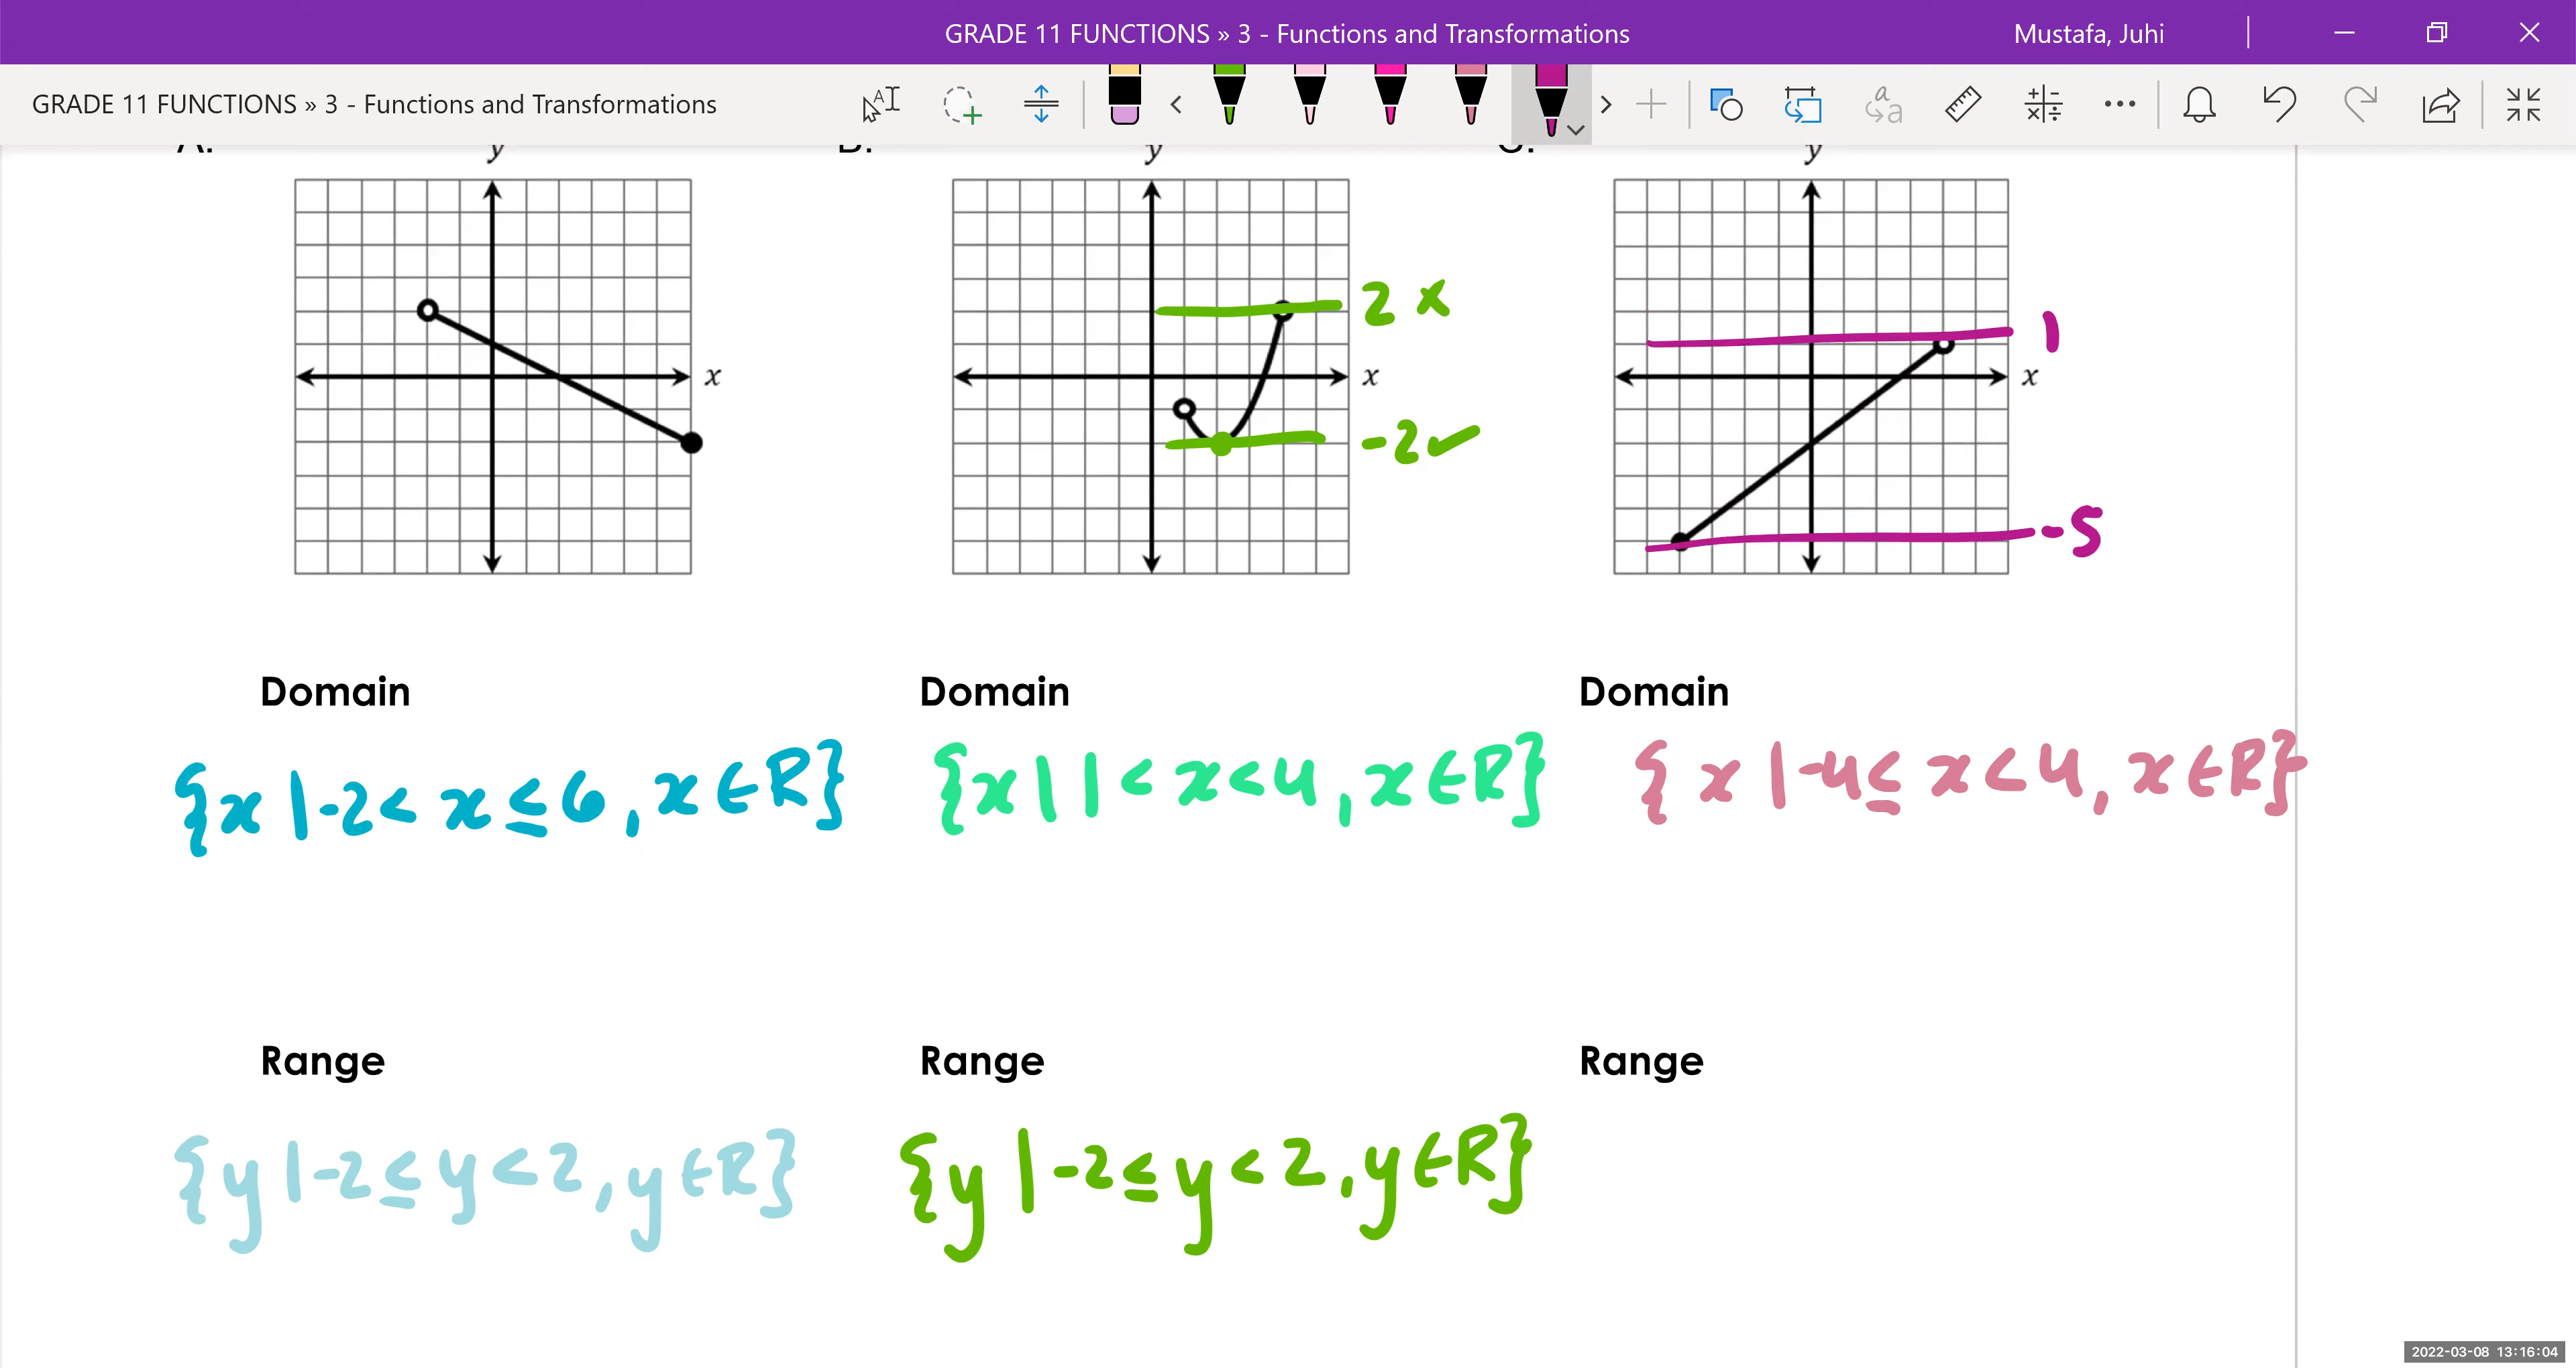 GRADE 11 FUNCTIONS » 3 - Functions and Transformations
Mustafa, Juhi
GRADE 11 FUNCTIONS » 3 - Functions and Transformations
A. B. C.
y y y
2 x
1
x x x
-2 ✓
-5
Domain Domain Domain
{x | -2 < x ≤ 6, x ∈ R} {x | 1 < x < 4, x ∈ R} {x | -4 ≤ x < 4, x ∈ R}
Range Range Range
{y | -2 ≤ y < 2, y ∈ R} {y | -2 ≤ y < 2, y ∈ R}
2022-03-08 13:16:04